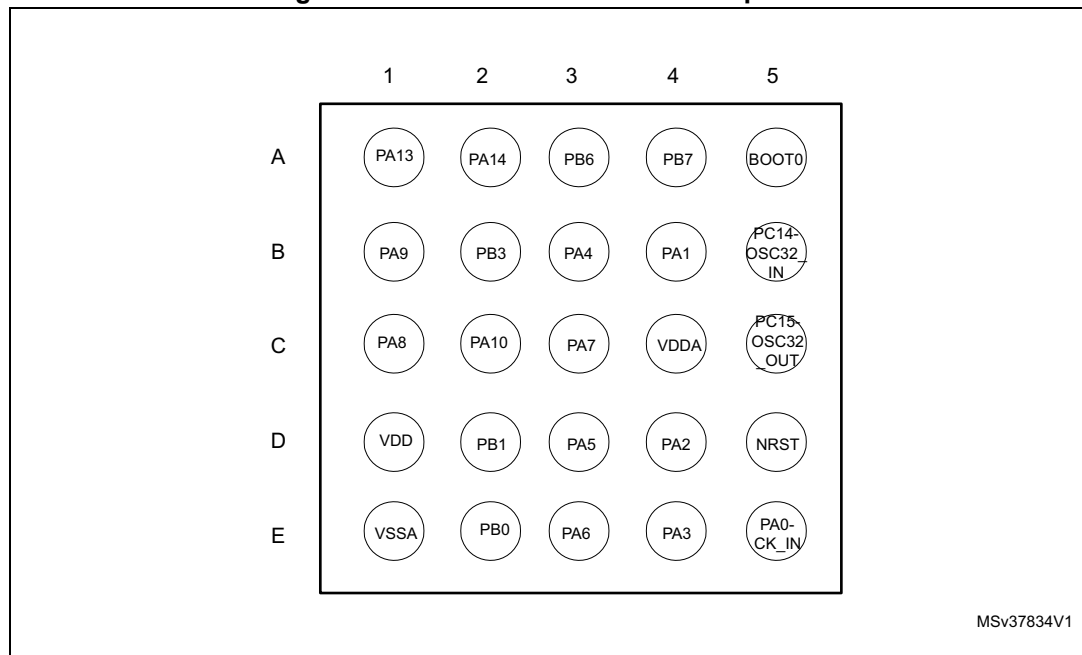 1 2 3 4 5
A PA13 PA14 PB6 PB7 BOOT0
B PA9 PB3 PA4 PA1 PC14-
OSC32_
IN
C PA8 PA10 PA7 VDDA PC15-
OSC32
_OUT
D VDD PB1 PA5 PA2 NRST
E VSSA PB0 PA6 PA3 PA0-
CK_IN
MSv37834V1